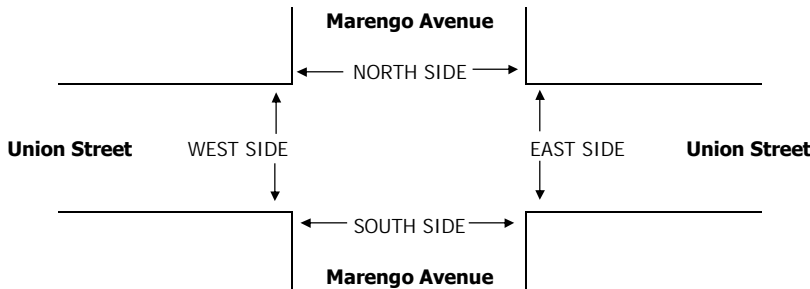 Marengo Avenue
NORTH SIDE
Union Street WEST SIDE EAST SIDE Union Street
SOUTH SIDE
Marengo Avenue